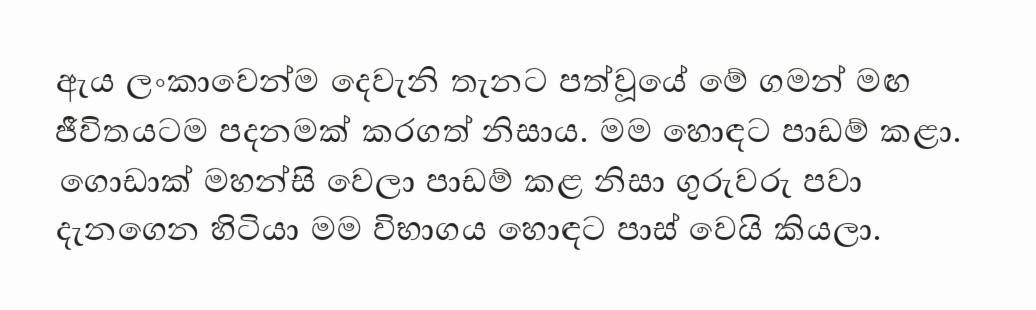 ඇය ලංකාවෙන්ම දෙවැනි තැනට පත්වූයේ මේ ගමන් මඟ
ජීවිතයටම පදනමක් කරගත් නිසාය. මම හොඳට පාඩම් කළා.
ගොඩාක් මහන්සි වෙලා පාඩම් කළ නිසා ගුරුවරු පවා
දැනගෙන හිටියා මම විභාගය හොඳට පාස් වෙයි කියලා.